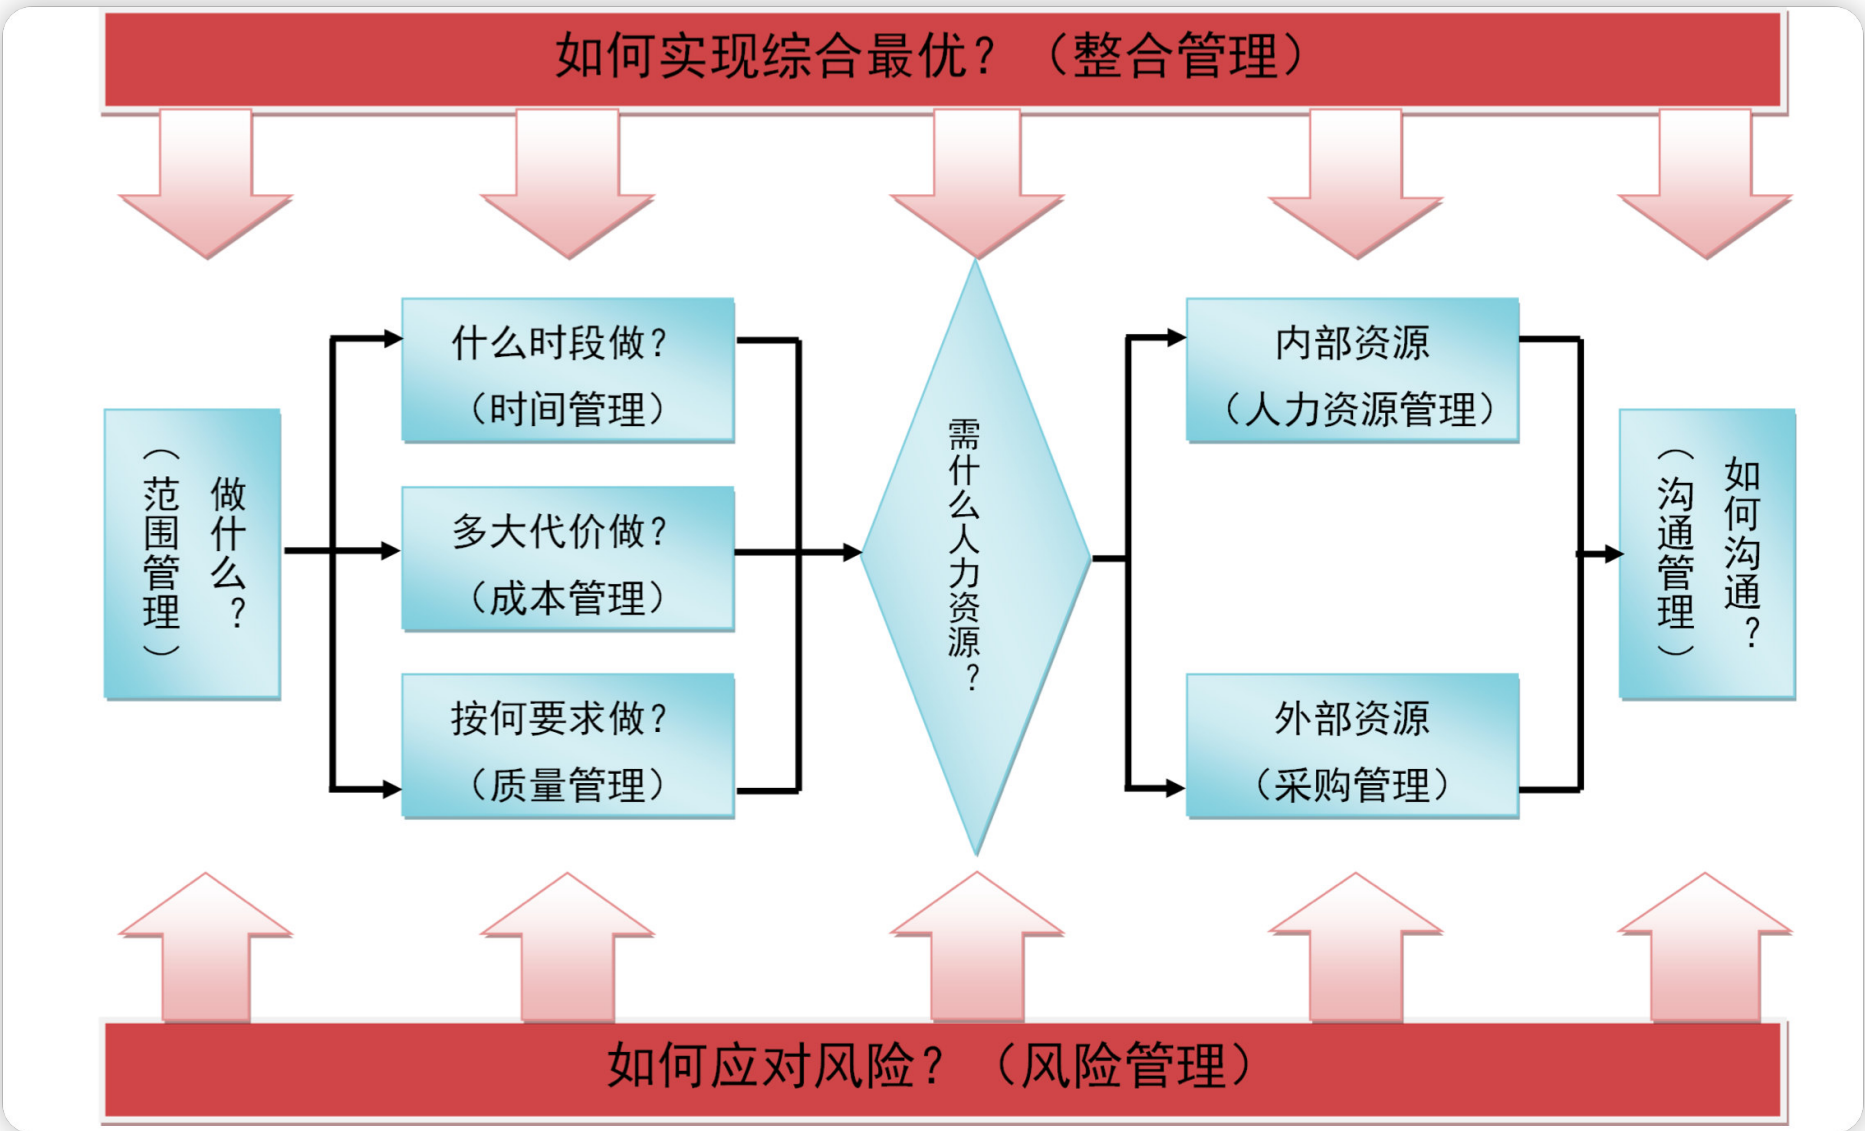 如何实现综合最优？（整合管理）
做什么？
（范围管理）
什么时段做？
（时间管理）
多大代价做？
（成本管理）
按何要求做？
（质量管理）
需什么人力资源？
内部资源
（人力资源管理）
外部资源
（采购管理）
如何沟通？
（沟通管理）
如何应对风险？（风险管理）